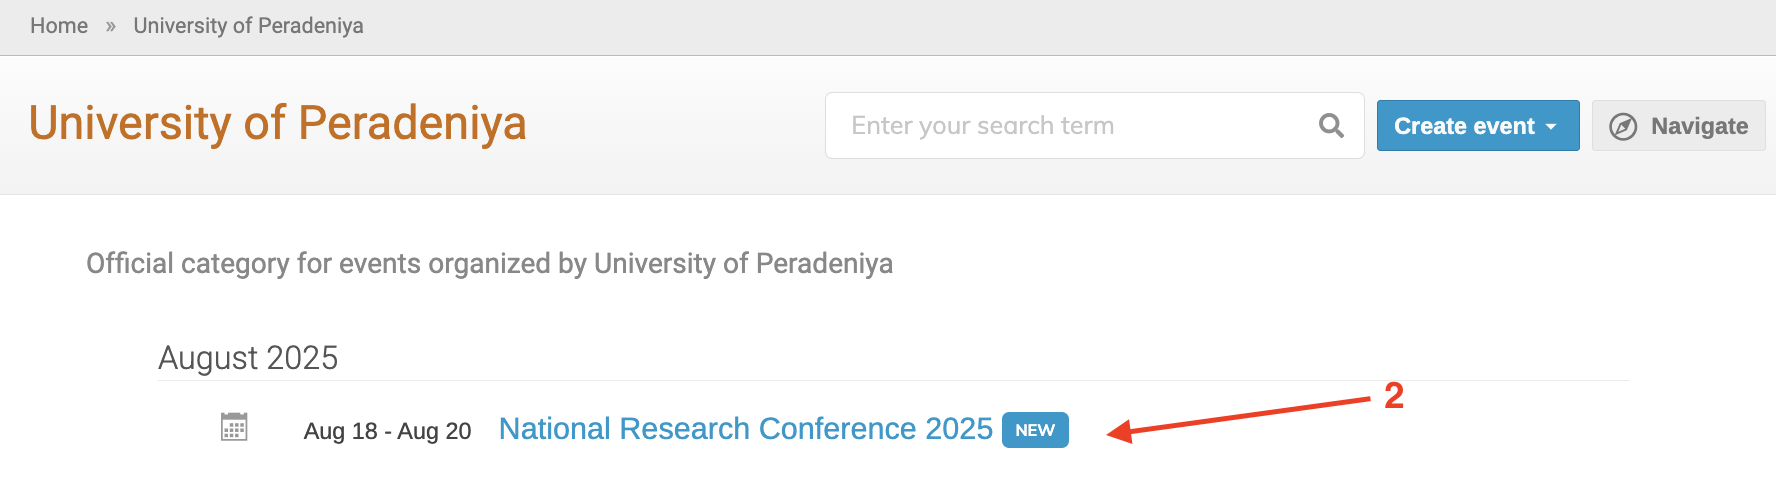 Home » University of Peradeniya
University of Peradeniya
Enter your search term
Create event
Navigate
Official category for events organized by University of Peradeniya
August 2025
2
Aug 18 - Aug 20 National Research Conference 2025 NEW